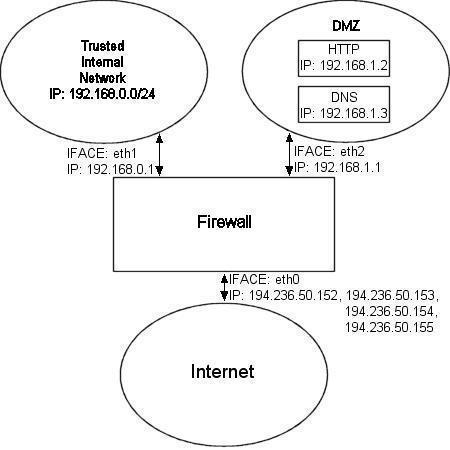 Trusted
Internal
Network
IP: 192.168.0.0/24
DMZ
HTTP
IP: 192.168.1.2
DNS
IP: 192.168.1.3
IFACE: eth1
IP: 192.168.0.1
IFACE: eth2
IP: 192.168.1.1
Firewall
IFACE: eth0
IP: 194.236.50.152, 194.236.50.153,
194.236.50.154,
194.236.50.155
Internet